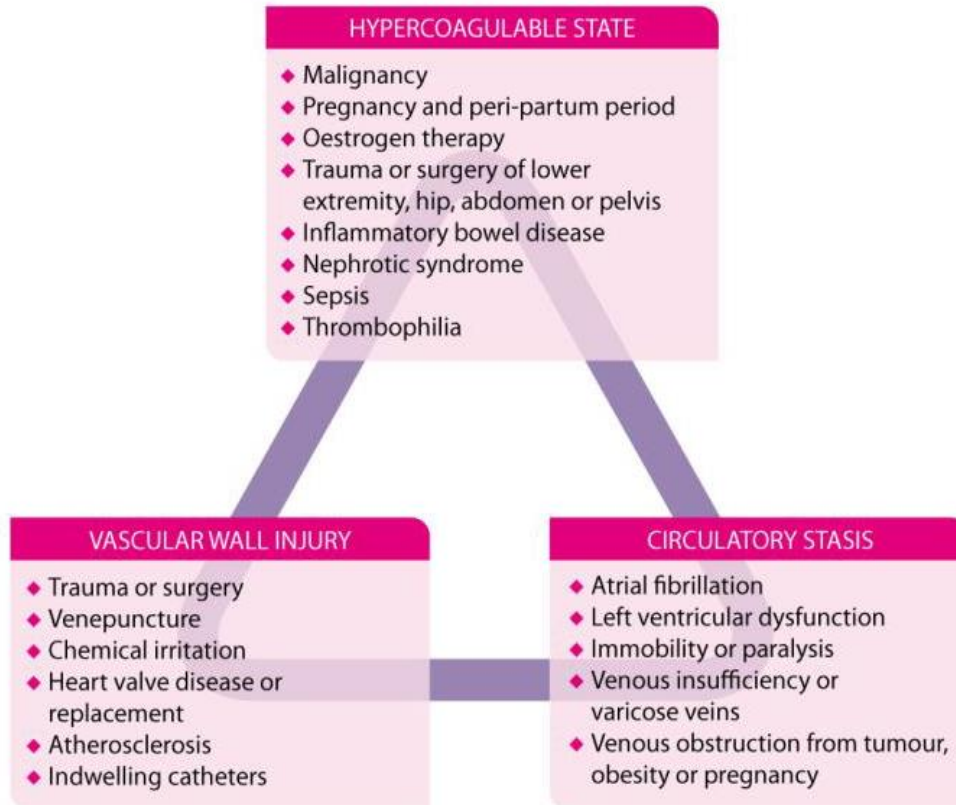 HYPERCOAGULABLE STATE
◆ Malignancy
◆ Pregnancy and peri-partum period
◆ Oestrogen therapy
◆ Trauma or surgery of lower
extremity, hip, abdomen or pelvis
◆ Inflammatory bowel disease
◆ Nephrotic syndrome
◆ Sepsis
◆ Thrombophilia
VASCULAR WALL INJURY
◆ Trauma or surgery
◆ Venepuncture
◆ Chemical irritation
◆ Heart valve disease or
replacement
◆ Atherosclerosis
◆ Indwelling catheters
CIRCULATORY STASIS
◆ Atrial fibrillation
◆ Left ventricular dysfunction
◆ Immobility or paralysis
◆ Venous insufficiency or
varicose veins
◆ Venous obstruction from tumour,
obesity or pregnancy